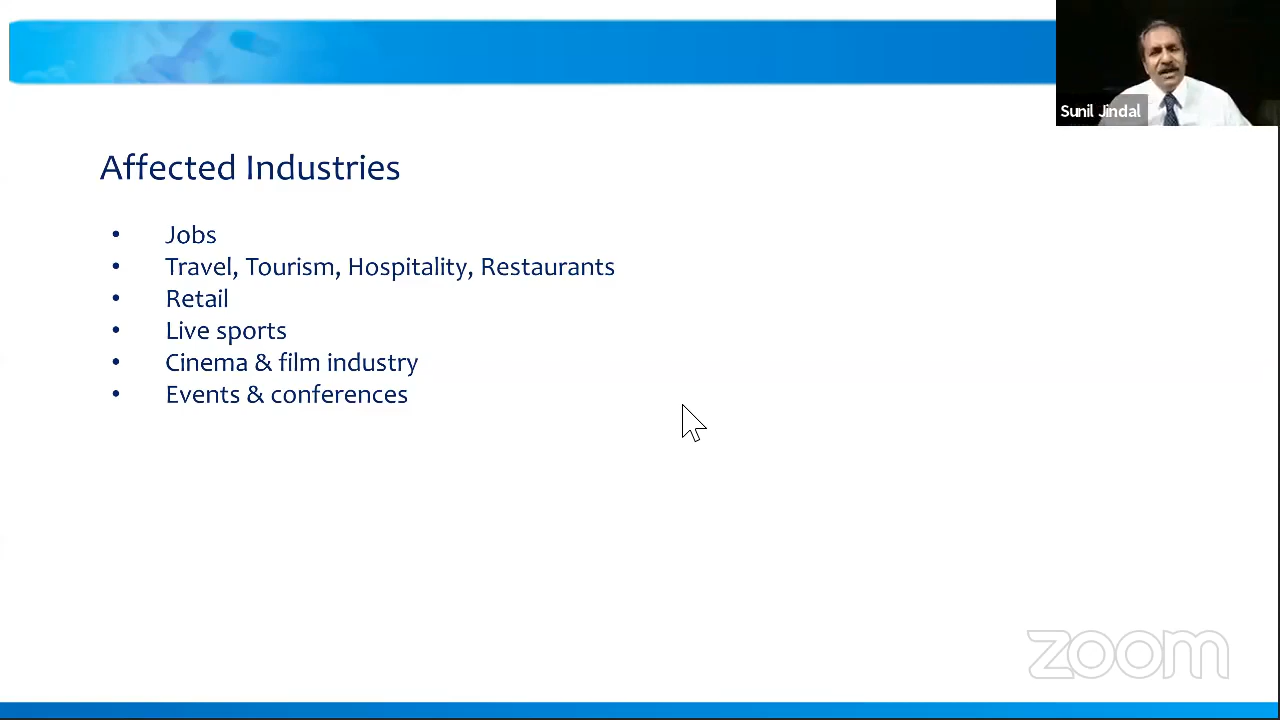 Sunil Jindal
Affected Industries
• Jobs
• Travel, Tourism, Hospitality, Restaurants
• Retail
• Live sports
• Cinema & film industry
• Events & conferences
zoom